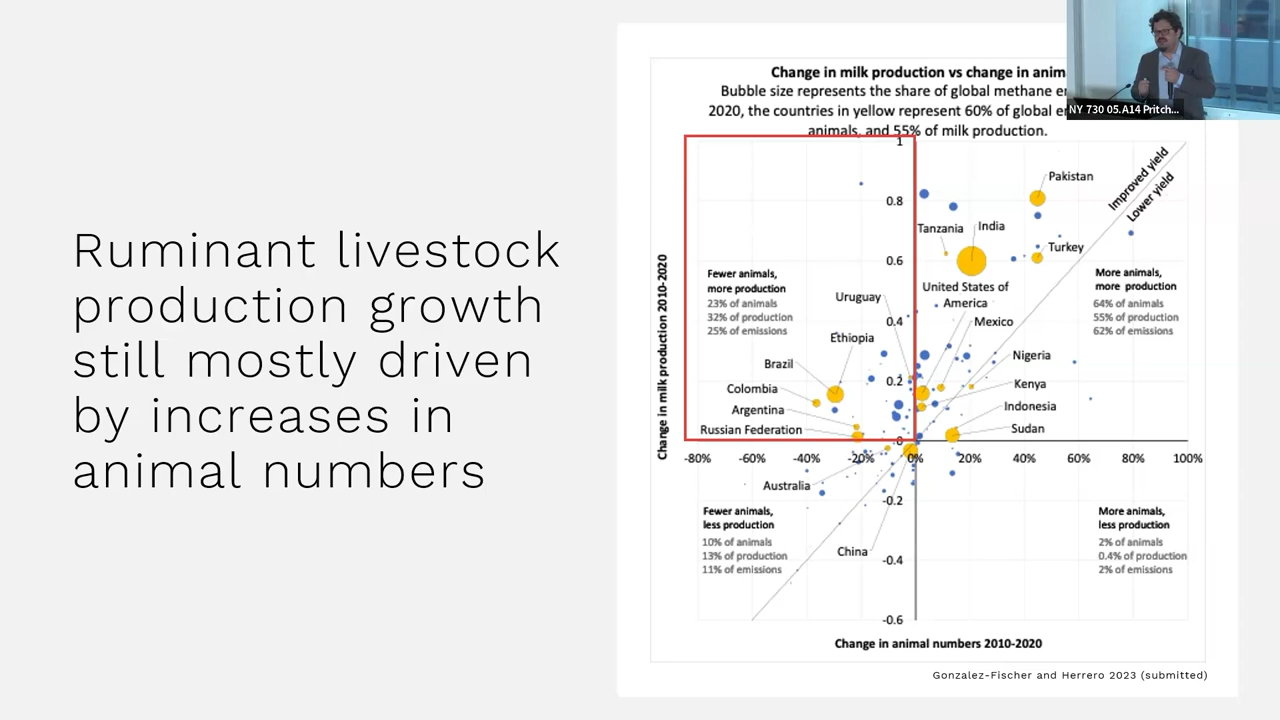 Ruminant livestock
production growth
still mostly driven
by increases in
animal numbers
Change in milk production vs change in anim
Bubble size represents the share of global methane e
2020, the countries in yellow represent 60% of global e
animals, and 55% of milk production.
NY 730 05.A14 Pritch...
Change in milk production 2010-2020
1
0.8
0.6
0.4
0.2
0
-0.2
-0.4
-0.6
-80%
-60%
-40%
-20%
0%
20%
40%
60%
80%
100%
Improved yield
Lower yield
Pakistan
Tanzania
India
Turkey
Fewer animals,
more production
23% of animals
32% of production
25% of emissions
Uruguay
United States of
America
Mexico
More animals,
more production
64% of animals
55% of production
62% of emissions
Ethiopia
Brazil
Colombia
Argentina
Russian Federation
Nigeria
Kenya
Indonesia
Sudan
Australia
Fewer animals,
less production
10% of animals
13% of production
11% of emissions
China
More animals,
less production
2% of animals
0.4% of production
2% of emissions
Change in animal numbers 2010-2020
Gonzalez-Fischer and Herrero 2023 (submitted)